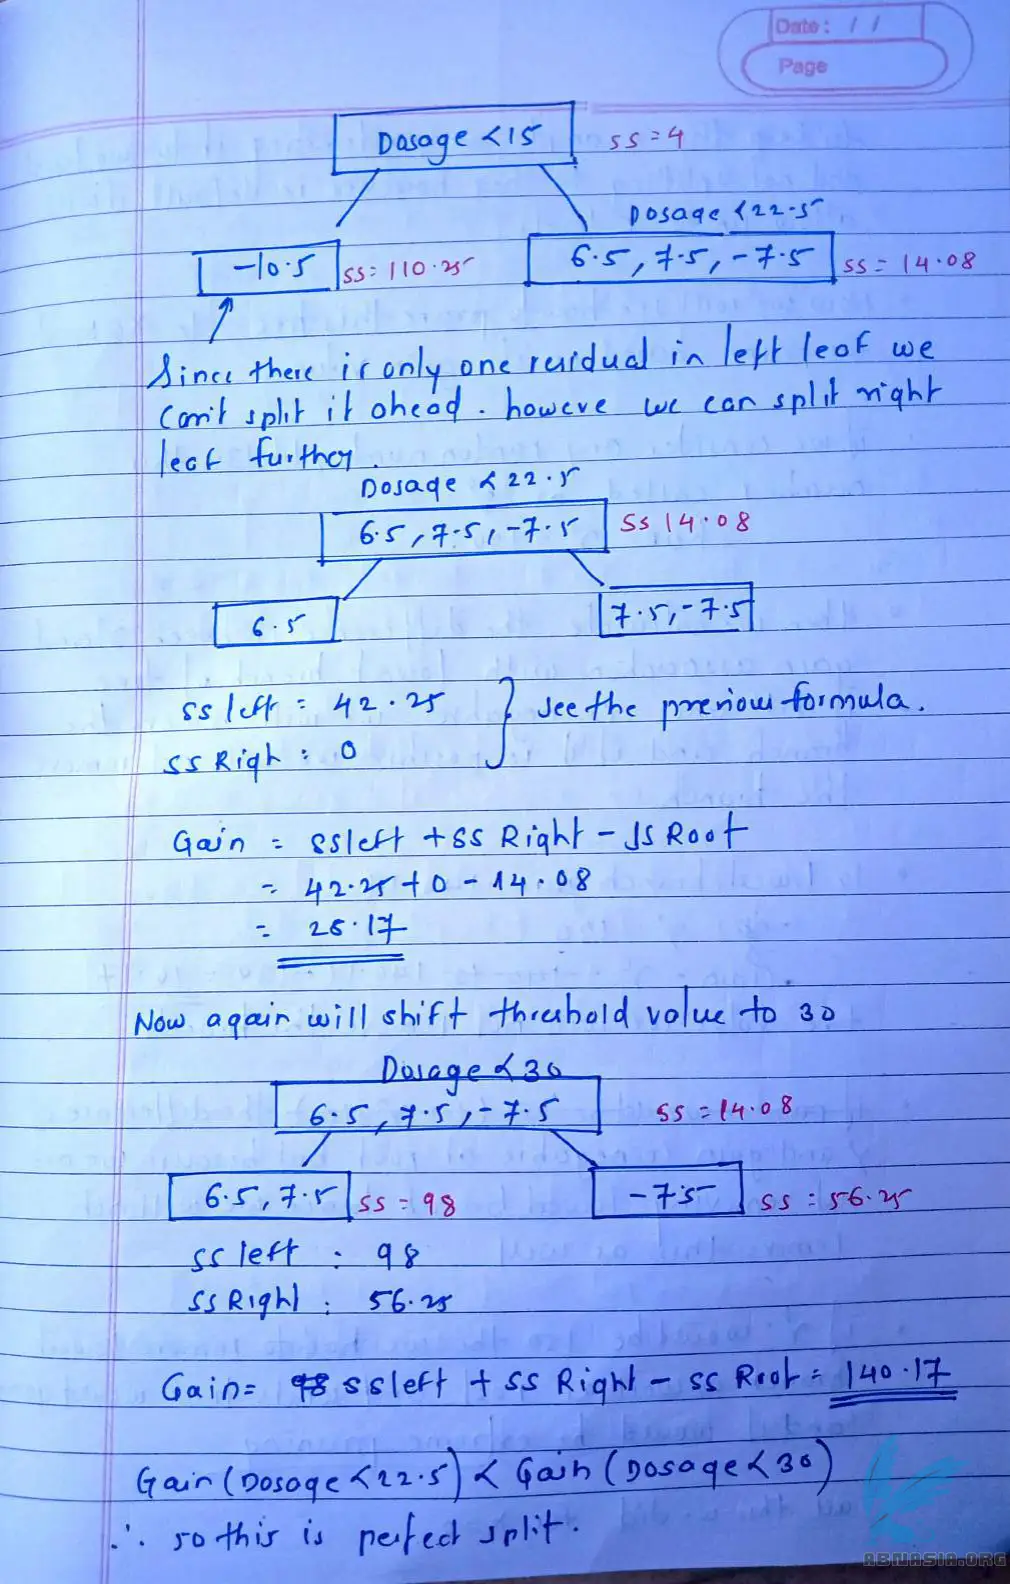 Date: / /
Page
Dosage <15 SS=4
Dosage <22.5
-10.5 SS=110.25 6.5, 7.5, -7.5 SS=14.08
Since there is only one residual in left leaf we
Can't split it ahead. howeve we can split right
leaf further.
Dosage <22.5
6.5, 7.5, -7.5 SS 14.08
6.5 7.5, -7.5
SS left = 42.25 } see the previous formula.
SS Righ : 0
Gain = SSleft + SS Right - SS Root
= 42.25 + 0 - 14.08
= 28.17
Now again will shift threshold value to 30
Dosage <30
6.5, 7.5, -7.5 SS = 14.08
6.5, 7.5 SS = 98 -7.5 SS = 56.25
SS left : 98
SS Right : 56.25
Gain= SSleft + SS Right - SS Root = 140.17
Gain (Dosage <22.5) < Gain (Dosage <30)
∴ so this is perfect split.
ABNASIA.ORG